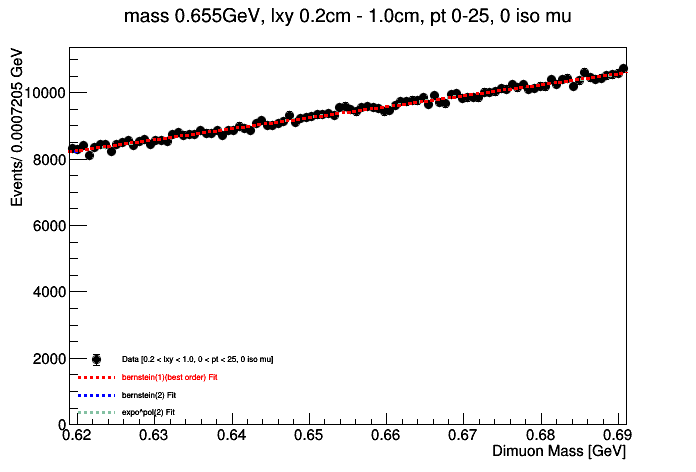 mass 0.655GeV, lxy 0.2cm - 1.0cm, pt 0-25, 0 iso mu
Events/ 0.0007205 GeV
10000
8000
6000
4000
2000
0
Data [0.2 < lxy < 1.0, 0 < pt < 25, 0 iso mu]
bernstein(1)(best order) Fit
bernstein(2) Fit
expo*pol(2) Fit
0.62 0.63 0.64 0.65 0.66 0.67 0.68 0.69
Dimuon Mass [GeV]